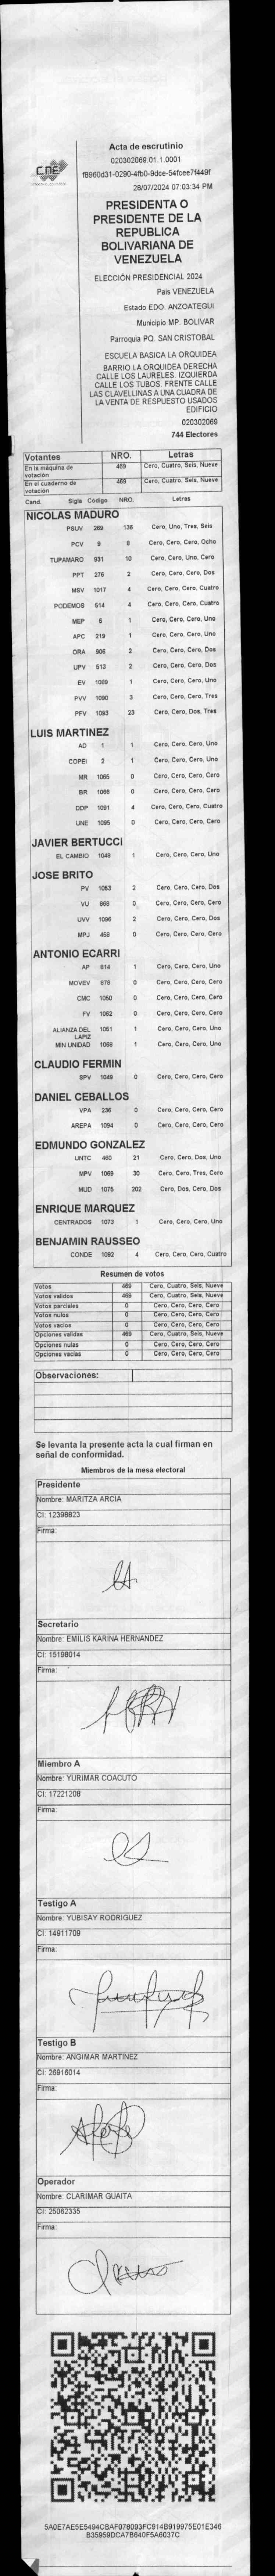 CNE
Acta de escrutinio
020302069.01.1.0001
f8960d31-0290-4fb0-9dce-54fcee7f449f
28/07/2024 07:03:34 PM
PRESIDENTA O
PRESIDENTE DE LA
REPUBLICA
BOLIVARIANA DE
VENEZUELA
ELECCIÓN PRESIDENCIAL 2024
País VENEZUELA
Estado EDO. ANZOATEGUI
Municipio MP. BOLIVAR
Parroquia PQ. SAN CRISTOBAL
ESCUELA BASICA LA ORQUIDEA
BARRIO LA ORQUIDEA DERECHA
CALLE LOS LAURELES. IZQUIERDA
CALLE LOS TUBOS. FRENTE CALLE
LAS CLAVELLINAS A UNA CUADRA DE
LA VENTA DE RESPUESTO USADOS
EDIFICIO
020302069
744 Electores
Votantes NRO. Letras
En la máquina de votación 469 Cero, Cuatro, Seis, Nueve
En el cuaderno de votación 469 Cero, Cuatro, Seis, Nueve
Cand. Sigla Código NRO. Letras
NICOLAS MADURO
PSUV 269 136 Cero, Uno, Tres, Seis
PCV 9 8 Cero, Cero, Cero, Ocho
TUPAMARO 931 10 Cero, Cero, Uno, Cero
PPT 276 2 Cero, Cero, Cero, Dos
MSV 1017 4 Cero, Cero, Cero, Cuatro
PODEMOS 514 4 Cero, Cero, Cero, Cuatro
MEP 5 1 Cero, Cero, Cero, Uno
APC 219 1 Cero, Cero, Cero, Uno
ORA 906 2 Cero, Cero, Cero, Dos
UPV 513 2 Cero, Cero, Cero, Dos
EV 1089 1 Cero, Cero, Cero, Uno
PVV 1090 3 Cero, Cero, Cero, Tres
PFV 1093 23 Cero, Cero, Dos, Tres
LUIS MARTINEZ
AD 1 1 Cero, Cero, Cero, Uno
COPEI 2 1 Cero, Cero, Cero, Uno
MR 1065 0 Cero, Cero, Cero, Cero
BR 1066 0 Cero, Cero, Cero, Cero
DDP 1091 4 Cero, Cero, Cero, Cuatro
UNE 1095 0 Cero, Cero, Cero, Cero
JAVIER BERTUCCI
EL CAMBIO 1048 1 Cero, Cero, Cero, Uno
JOSE BRITO
PV 1053 2 Cero, Cero, Cero, Dos
VU 868 0 Cero, Cero, Cero, Cero
UVV 1096 2 Cero, Cero, Cero, Dos
MPJ 458 0 Cero, Cero, Cero, Cero
ANTONIO ECARRI
AP 814 1 Cero, Cero, Cero, Uno
MOVEV 878 0 Cero, Cero, Cero, Cero
CMC 1050 0 Cero, Cero, Cero, Cero
FV 1052 0 Cero, Cero, Cero, Cero
ALIANZA DEL LAPIZ 1051 1 Cero, Cero, Cero, Uno
MIN UNIDAD 1088 1 Cero, Cero, Cero, Uno
CLAUDIO FERMIN
SPV 1049 0 Cero, Cero, Cero, Cero
DANIEL CEBALLOS
VPA 236 0 Cero, Cero, Cero, Cero
AREPA 1094 0 Cero, Cero, Cero, Cero
EDMUNDO GONZALEZ
UNTC 460 21 Cero, Cero, Dos, Uno
MPV 1069 30 Cero, Cero, Tres, Cero
MUD 1075 202 Cero, Dos, Cero, Dos
ENRIQUE MARQUEZ
CENTRADOS 1073 1 Cero, Cero, Cero, Uno
BENJAMIN RAUSSEO
CONDE 1092 4 Cero, Cero, Cero, Cuatro
Resumen de votos
Votos 469 Cero, Cuatro, Seis, Nueve
Votos validos 469 Cero, Cuatro, Seis, Nueve
Votos parciales 0 Cero, Cero, Cero, Cero
Votos nulos 0 Cero, Cero, Cero, Cero
Votos vacios 0 Cero, Cero, Cero, Cero
Opciones validas 469 Cero, Cuatro, Seis, Nueve
Opciones nulas 0 Cero, Cero, Cero, Cero
Opciones vacias 0 Cero, Cero, Cero, Cero
Observaciones:
Se levanta la presente acta la cual firman en
señal de conformidad.
Miembros de la mesa electoral
Presidente
Nombre: MARITZA ARCIA
CI: 12398823
Firma:
Secretario
Nombre: EMILIS KARINA HERNANDEZ
CI: 15198014
Firma:
Miembro A
Nombre: YURIMAR COACUTO
CI: 17221208
Firma:
Testigo A
Nombre: YUBISAY RODRIGUEZ
CI: 14911709
Firma:
Testigo B
Nombre: ANGIMAR MARTINEZ
CI: 26916014
Firma:
Operador
Nombre: CLARIMAR GUAITA
CI: 25062335
Firma:
5A0E7AE5E5494CBAF078093FC914B919975E01E346
B35959DCA7B640F5A6037C